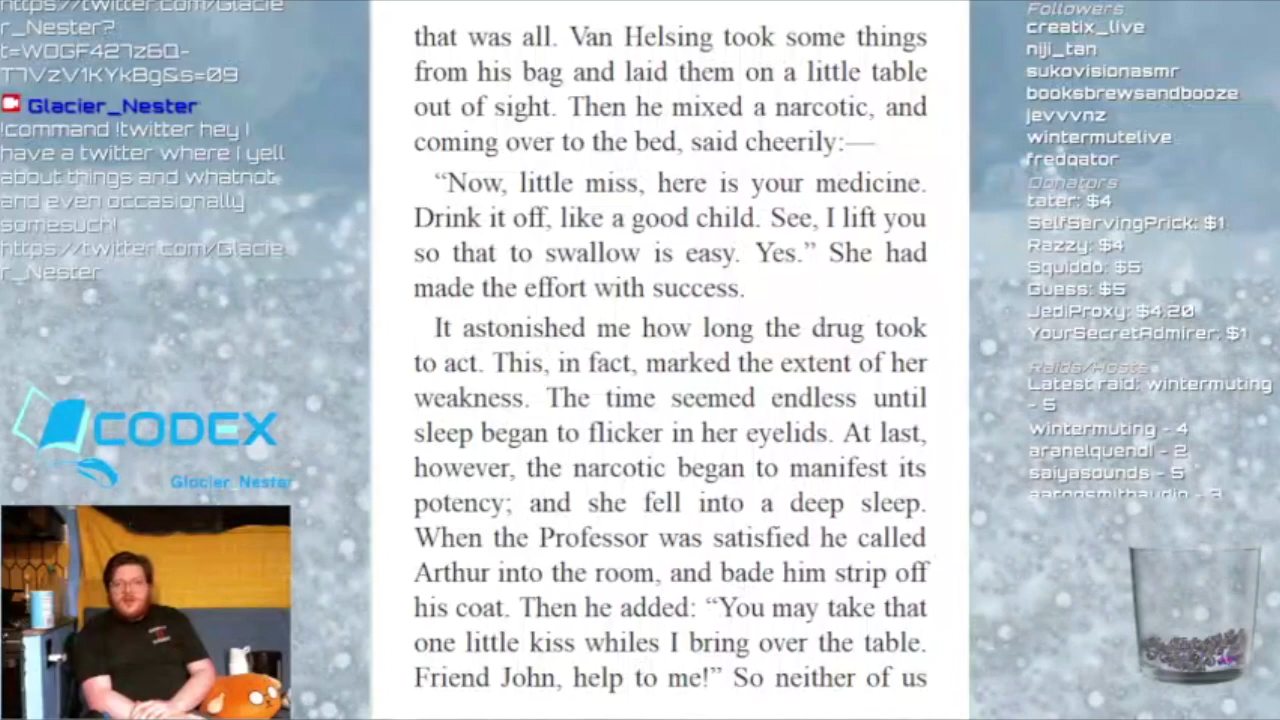 https://twitter.com/Glacie
r_Nester?
t=W0GF427z6Q-
T7VzV1KYkBg&s=09
Glacier_Nester
!command !twitter hey I
have a twitter where I yell
about things and whatnot
and even occasionally
somesuch!
https://twitter.com/Glacie
r_Nester
CODEX
Glacier_Nester
that was all. Van Helsing took some things
from his bag and laid them on a little table
out of sight. Then he mixed a narcotic, and
coming over to the bed, said cheerily:—
“Now, little miss, here is your medicine.
Drink it off, like a good child. See, I lift you
so that to swallow is easy. Yes.” She had
made the effort with success.
It astonished me how long the drug took
to act. This, in fact, marked the extent of her
weakness. The time seemed endless until
sleep began to flicker in her eyelids. At last,
however, the narcotic began to manifest its
potency; and she fell into a deep sleep.
When the Professor was satisfied he called
Arthur into the room, and bade him strip off
his coat. Then he added: “You may take that
one little kiss whiles I bring over the table.
Friend John, help to me!” So neither of us
Followers
creatix_live
niji_tan
sukovisionasmr
booksbrewsandbooze
jevvvnz
wintermutelive
fredgator
Donators
tater: $4
SelfServingPrick: $1
Razzy: $4
Squiddo: $5
Guess: $5
JediProxy: $4.20
YourSecretAdmirer: $1
Raids/Hosts
Latest raid: wintermuting
- 5
wintermuting - 4
aranelquendi - 2
saiyasounds - 5